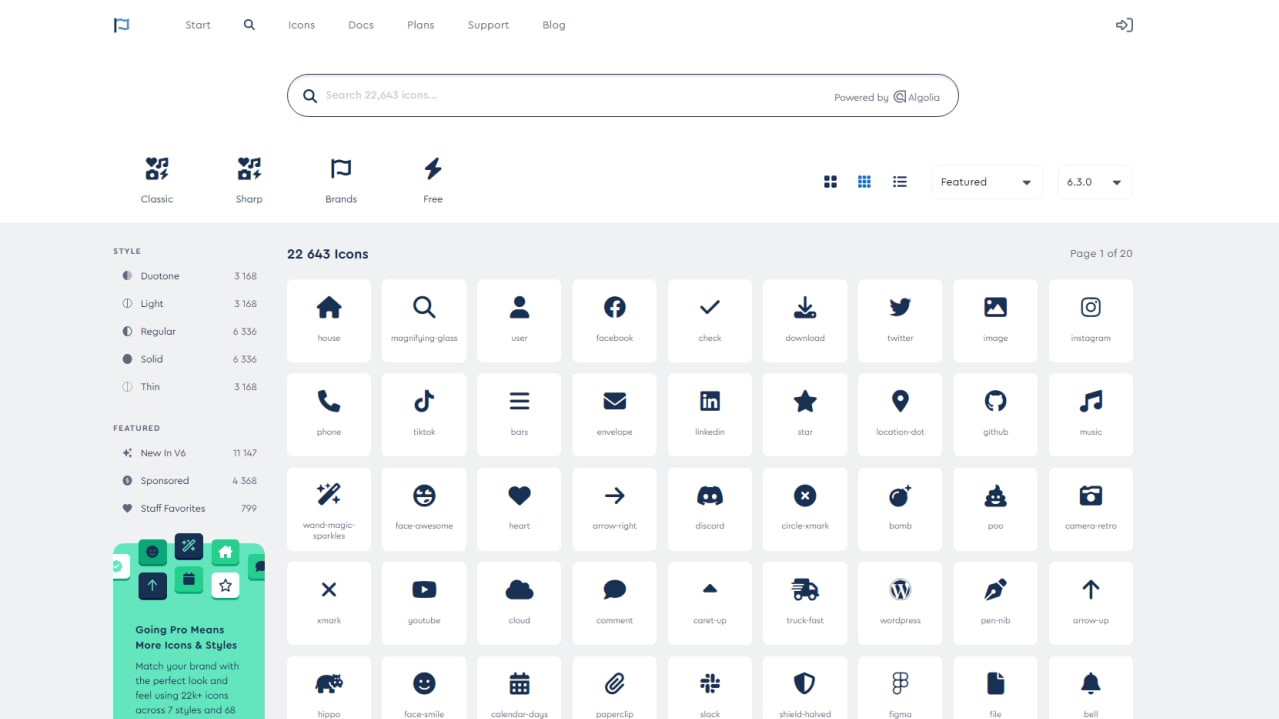 Start
Icons
Docs
Plans
Support
Blog
Search 22,643 icons...
Powered by Algolia
Classic
Sharp
Brands
Free
Featured
6.3.0
STYLE
Duotone 3 168
Light 3 168
Regular 6 336
Solid 6 336
Thin 3 168
FEATURED
New In V6 11 147
Sponsored 4 368
Staff Favorites 799
Going Pro Means
More Icons & Styles
Match your brand with
the perfect look and
feel using 22k+ icons
across 7 styles and 68
22 643 Icons
Page 1 of 20
house
magnifying-glass
user
facebook
check
download
twitter
image
instagram
phone
tiktok
bars
envelope
linkedin
star
location-dot
github
music
wand-magic-
sparkles
face-awesome
heart
arrow-right
discord
circle-xmark
bomb
poo
camera-retro
xmark
youtube
cloud
comment
caret-up
truck-fast
wordpress
pen-nib
arrow-up
hippo
face-smile
calendar-days
paperclip
slack
shield-halved
figma
file
bell